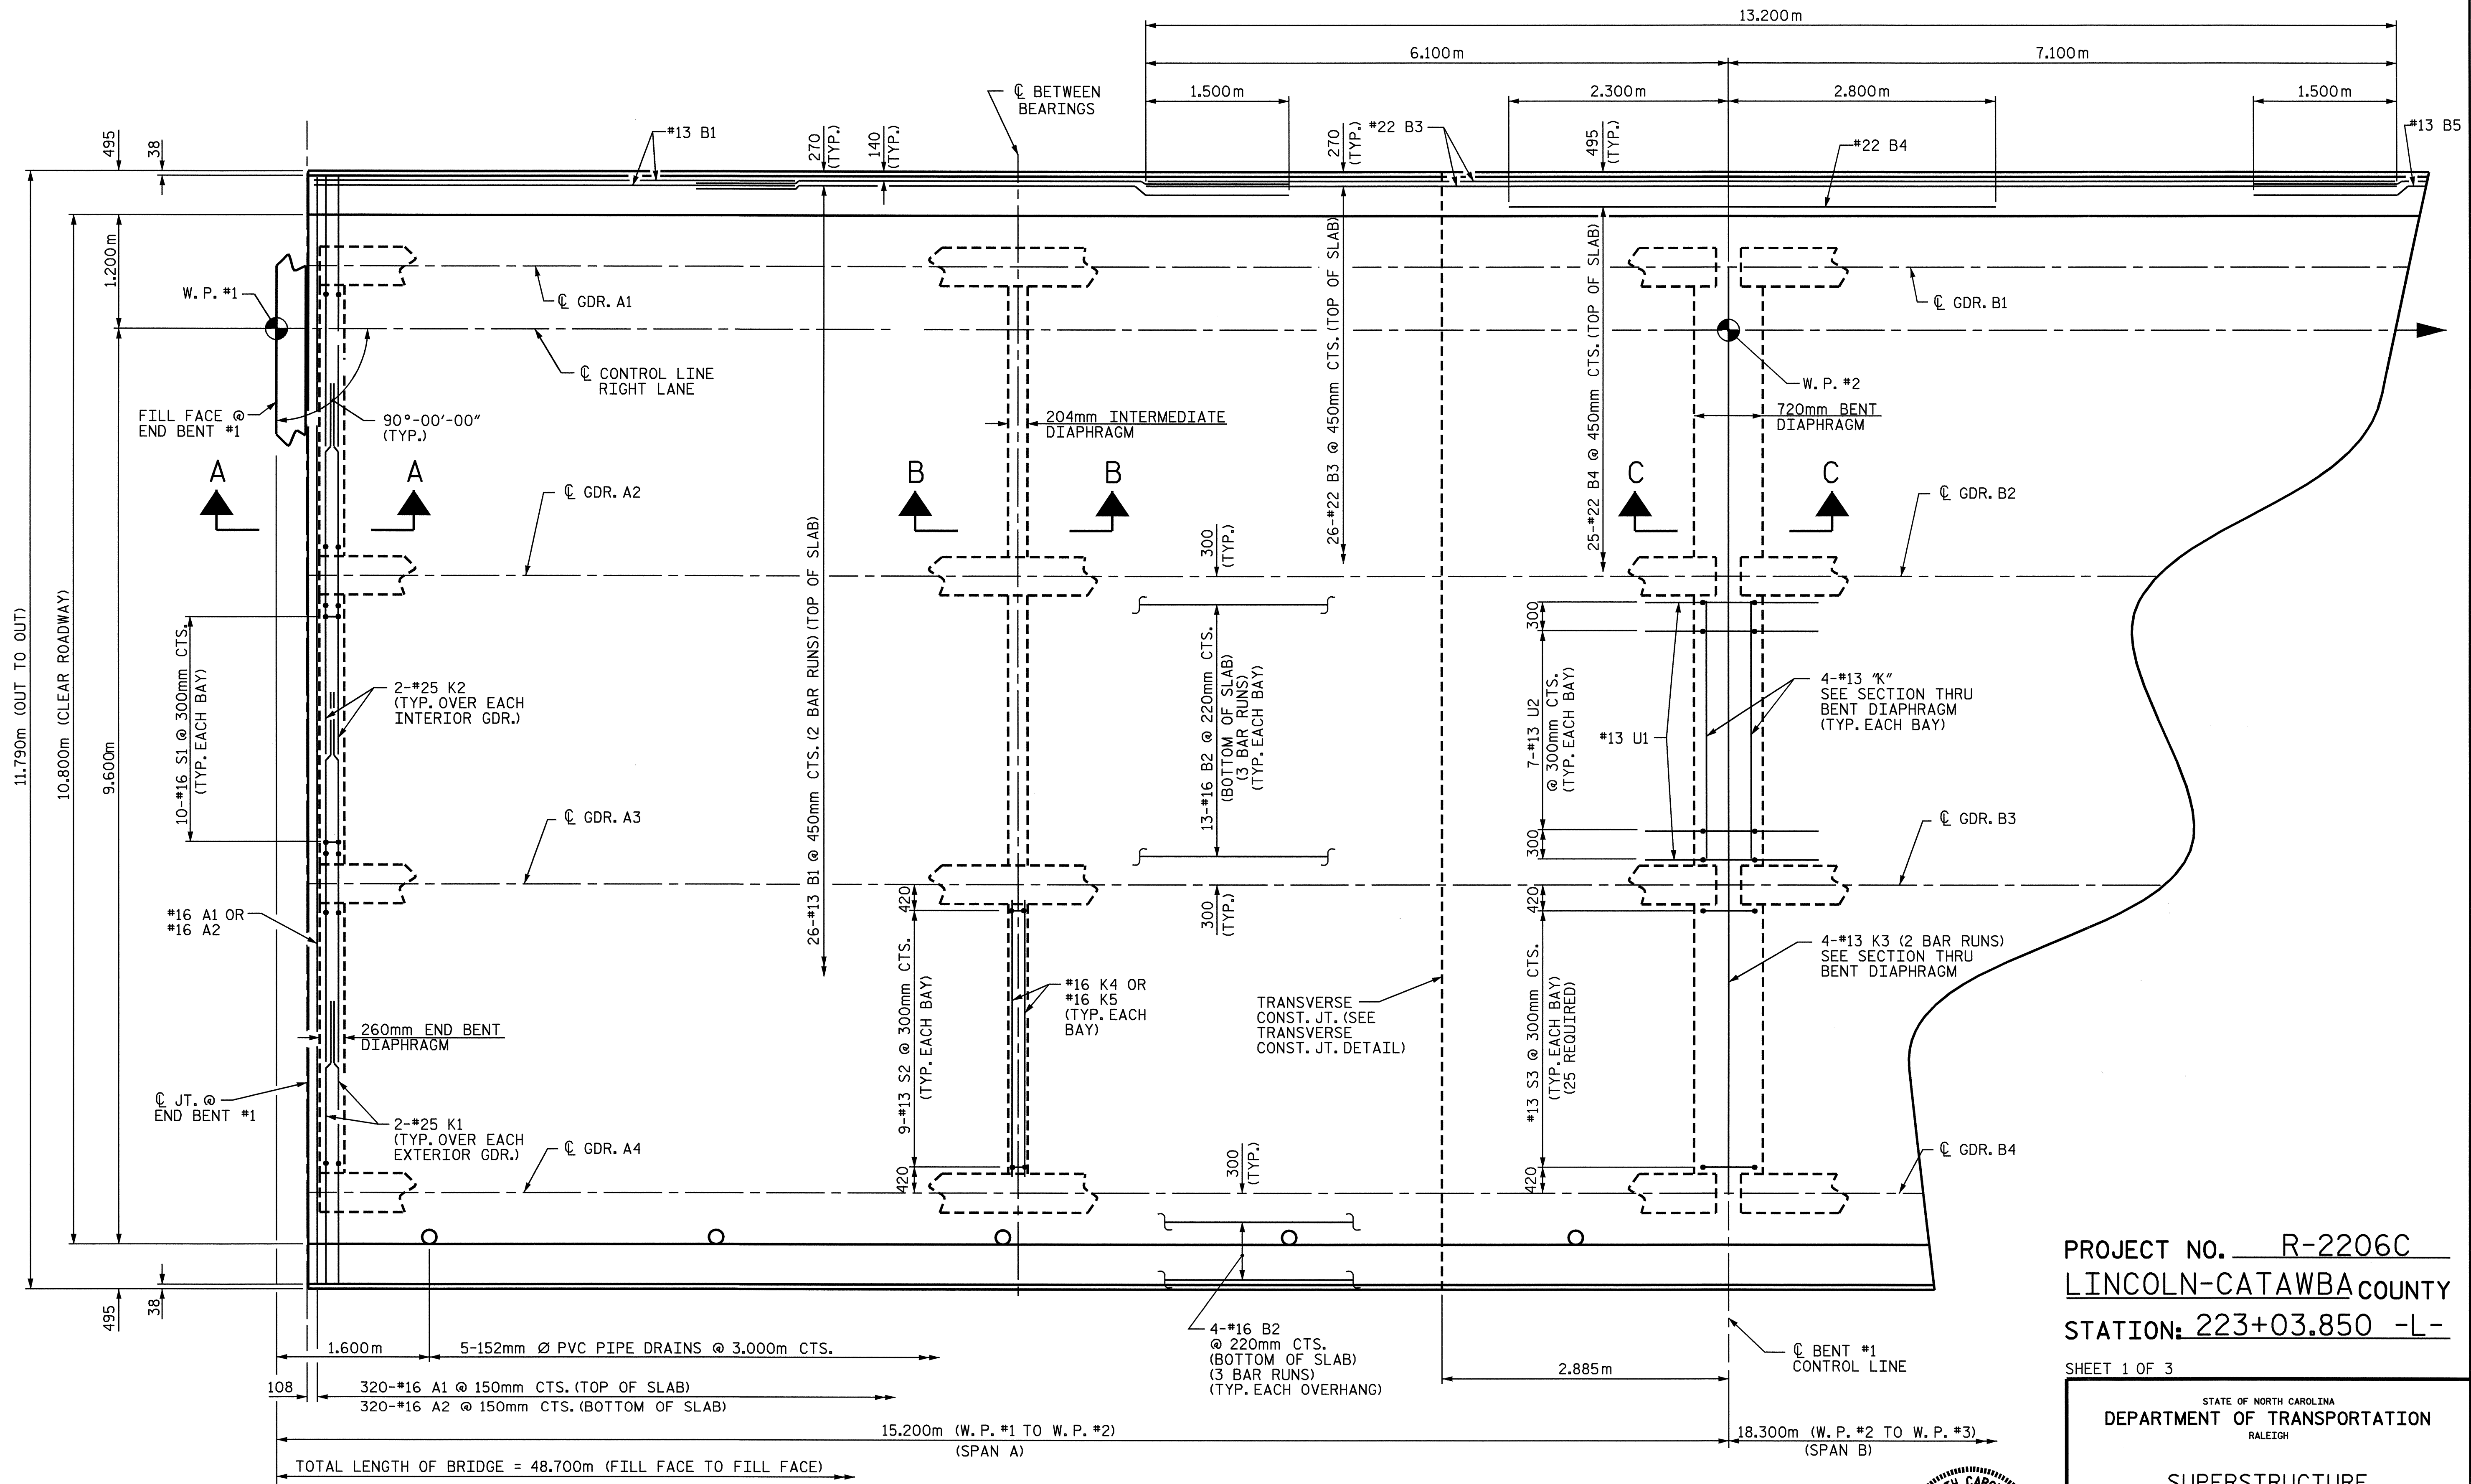 13.200m
6.100m
7.100m
℄ BETWEEN
BEARINGS
1.500m
2.300m
2.800m
1.500m
495
38
#13 B1
270
(TYP.)
140
(TYP.)
270
(TYP.)
#22 B3
495
(TYP.)
#22 B4
#13 B5
1.200m
W.P. #1
℄ GDR. A1
℄ GDR. B1
℄ CONTROL LINE
RIGHT LANE
W.P. #2
FILL FACE @
END BENT #1
90°-00'-00"
(TYP.)
204mm INTERMEDIATE
DIAPHRAGM
720mm BENT
DIAPHRAGM
A
A
B
B
C
C
℄ GDR. A2
℄ GDR. B2
11.790m (OUT TO OUT)
10.800m (CLEAR ROADWAY)
9.600m
26-#13 B1 @ 450mm CTS. (2 BAR RUNS) (TOP OF SLAB)
26-#22 B3 @ 450mm CTS. (TOP OF SLAB)
25-#22 B4 @ 450mm CTS. (TOP OF SLAB)
300
(TYP.)
10-#16 S1 @ 300mm CTS.
(TYP. EACH BAY)
2-#25 K2
(TYP. OVER EACH
INTERIOR GDR.)
13-#16 B2 @ 220mm CTS.
(BOTTOM OF SLAB)
(3 BAR RUNS)
(TYP. EACH BAY)
300
7-#13 U2
@ 300mm CTS.
(TYP. EACH BAY)
300
#13 U1
4-#13 "K"
SEE SECTION THRU
BENT DIAPHRAGM
(TYP. EACH BAY)
℄ GDR. A3
℄ GDR. B3
#16 A1 OR
#16 A2
420
9-#13 S2 @ 300mm CTS.
(TYP. EACH BAY)
420
300
(TYP.)
420
#13 S3 @ 300mm CTS.
(TYP. EACH BAY)
(25 REQUIRED)
420
4-#13 K3 (2 BAR RUNS)
SEE SECTION THRU
BENT DIAPHRAGM
#16 K4 OR
#16 K5
(TYP. EACH
BAY)
TRANSVERSE
CONST. JT. (SEE
TRANSVERSE
CONST. JT. DETAIL)
260mm END BENT
DIAPHRAGM
℄ JT. @
END BENT #1
2-#25 K1
(TYP. OVER EACH
EXTERIOR GDR.)
℄ GDR. A4
300
(TYP.)
℄ GDR. B4
495
38
1.600m
5-152mm Ø PVC PIPE DRAINS @ 3.000m CTS.
4-#16 B2
@ 220mm CTS.
(BOTTOM OF SLAB)
(3 BAR RUNS)
(TYP. EACH OVERHANG)
2.885m
℄ BENT #1
CONTROL LINE
108
320-#16 A1 @ 150mm CTS. (TOP OF SLAB)
320-#16 A2 @ 150mm CTS. (BOTTOM OF SLAB)
15.200m (W.P. #1 TO W.P. #2)
(SPAN A)
18.300m (W.P. #2 TO W.P. #3)
(SPAN B)
TOTAL LENGTH OF BRIDGE = 48.700m (FILL FACE TO FILL FACE)
PROJECT NO. R-2206C
LINCOLN-CATAWBA COUNTY
STATION: 223+03.850 -L-
SHEET 1 OF 3
STATE OF NORTH CAROLINA
DEPARTMENT OF TRANSPORTATION
RALEIGH
SUPERSTRUCTURE